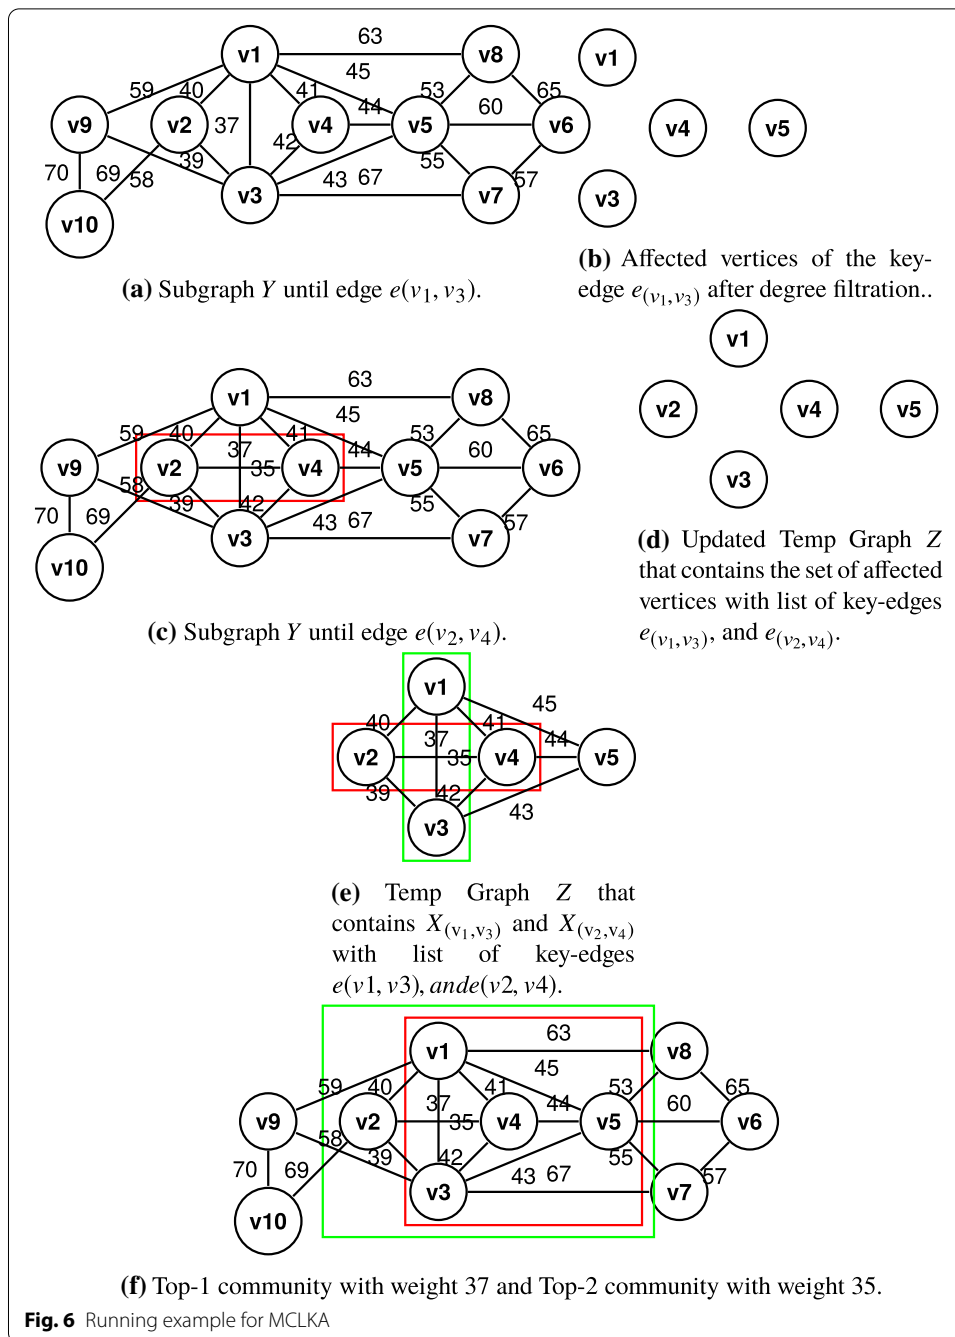 v1 63 v8
59 40 41 45 53 65
v9 v2 37 v4 44 v5 60 v6
42
39 55
70 69 58 43 67 57
v3 v7
v10
v1
v4 v5
v3
(a) Subgraph Y until edge e(v1, v3).
(b) Affected vertices of the key-
edge e(v1,v3) after degree filtration..
v1 63 v8
59 40 41 45 53 65
v9 v2 37 35 v4 44 v5 60 v6
58 39 42 55
70 69 43 67 57
v3 v7
v10
v1
v2 v4 v5
v3
(c) Subgraph Y until edge e(v2, v4).
(d) Updated Temp Graph Z
that contains the set of affected
vertices with list of key-edges
e(v1,v3), and e(v2,v4).
v1
40 41 45
v2 37 35 v4 44 v5
39 42
v3 43
(e) Temp Graph Z that
contains X(v1,v3) and X(v2,v4)
with list of key-edges
e(v1, v3), ande(v2, v4).
v1 63 v8
59 40 41 45 53 65
v9 v2 37 35 v4 44 v5 60 v6
58 39 42 55
70 69 43 67 57
v3 v7
v10
(f) Top-1 community with weight 37 and Top-2 community with weight 35.
Fig. 6 Running example for MCLKA